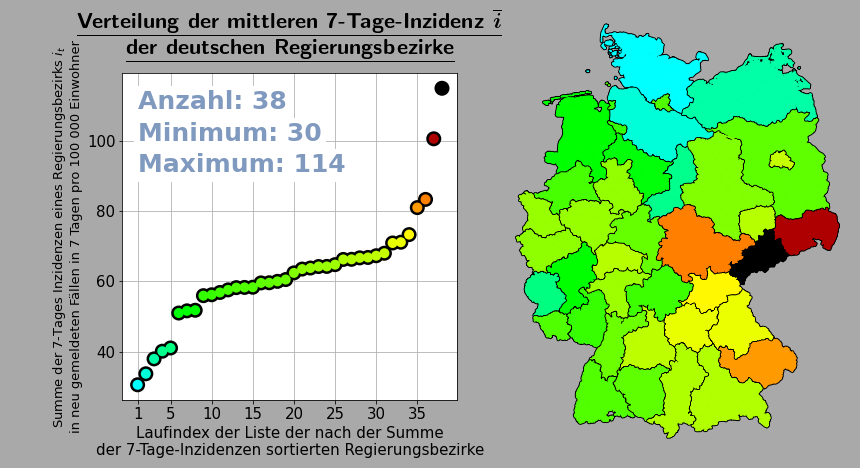 Verteilung der mittleren 7-Tage-Inzidenz i
der deutschen Regierungsbezirke
Summe der 7-Tages Inzidenzen eines Regierungsbezirks iₜ
in neu gemeldeten Fällen in 7 Tagen pro 100 000 Einwohner
Anzahl: 38
Minimum: 30
Maximum: 114
100
80
60
40
1 5 10 15 20 25 30 35
Laufindex der Liste der nach der Summe
der 7-Tage-Inzidenzen sortierten Regierungsbezirke